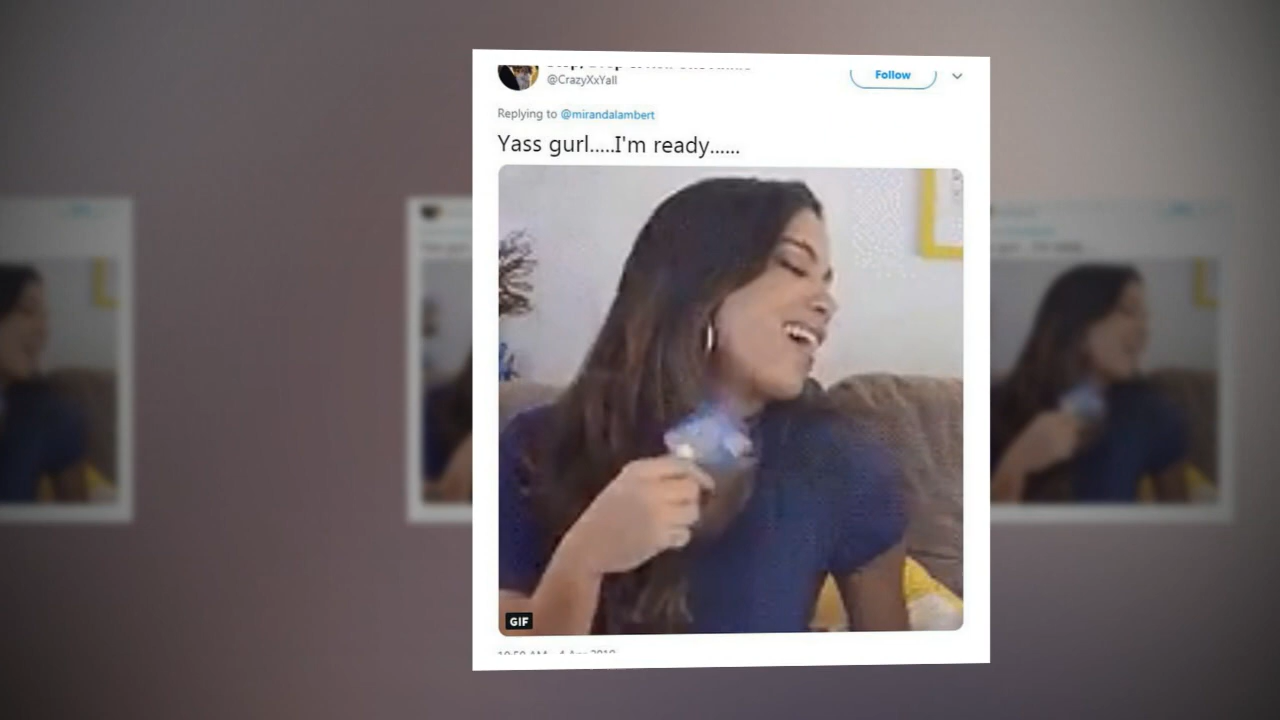 @CrazyXxYall
Follow
Replying to @mirandalambert
Yass gurl.....I'm ready......
GIF